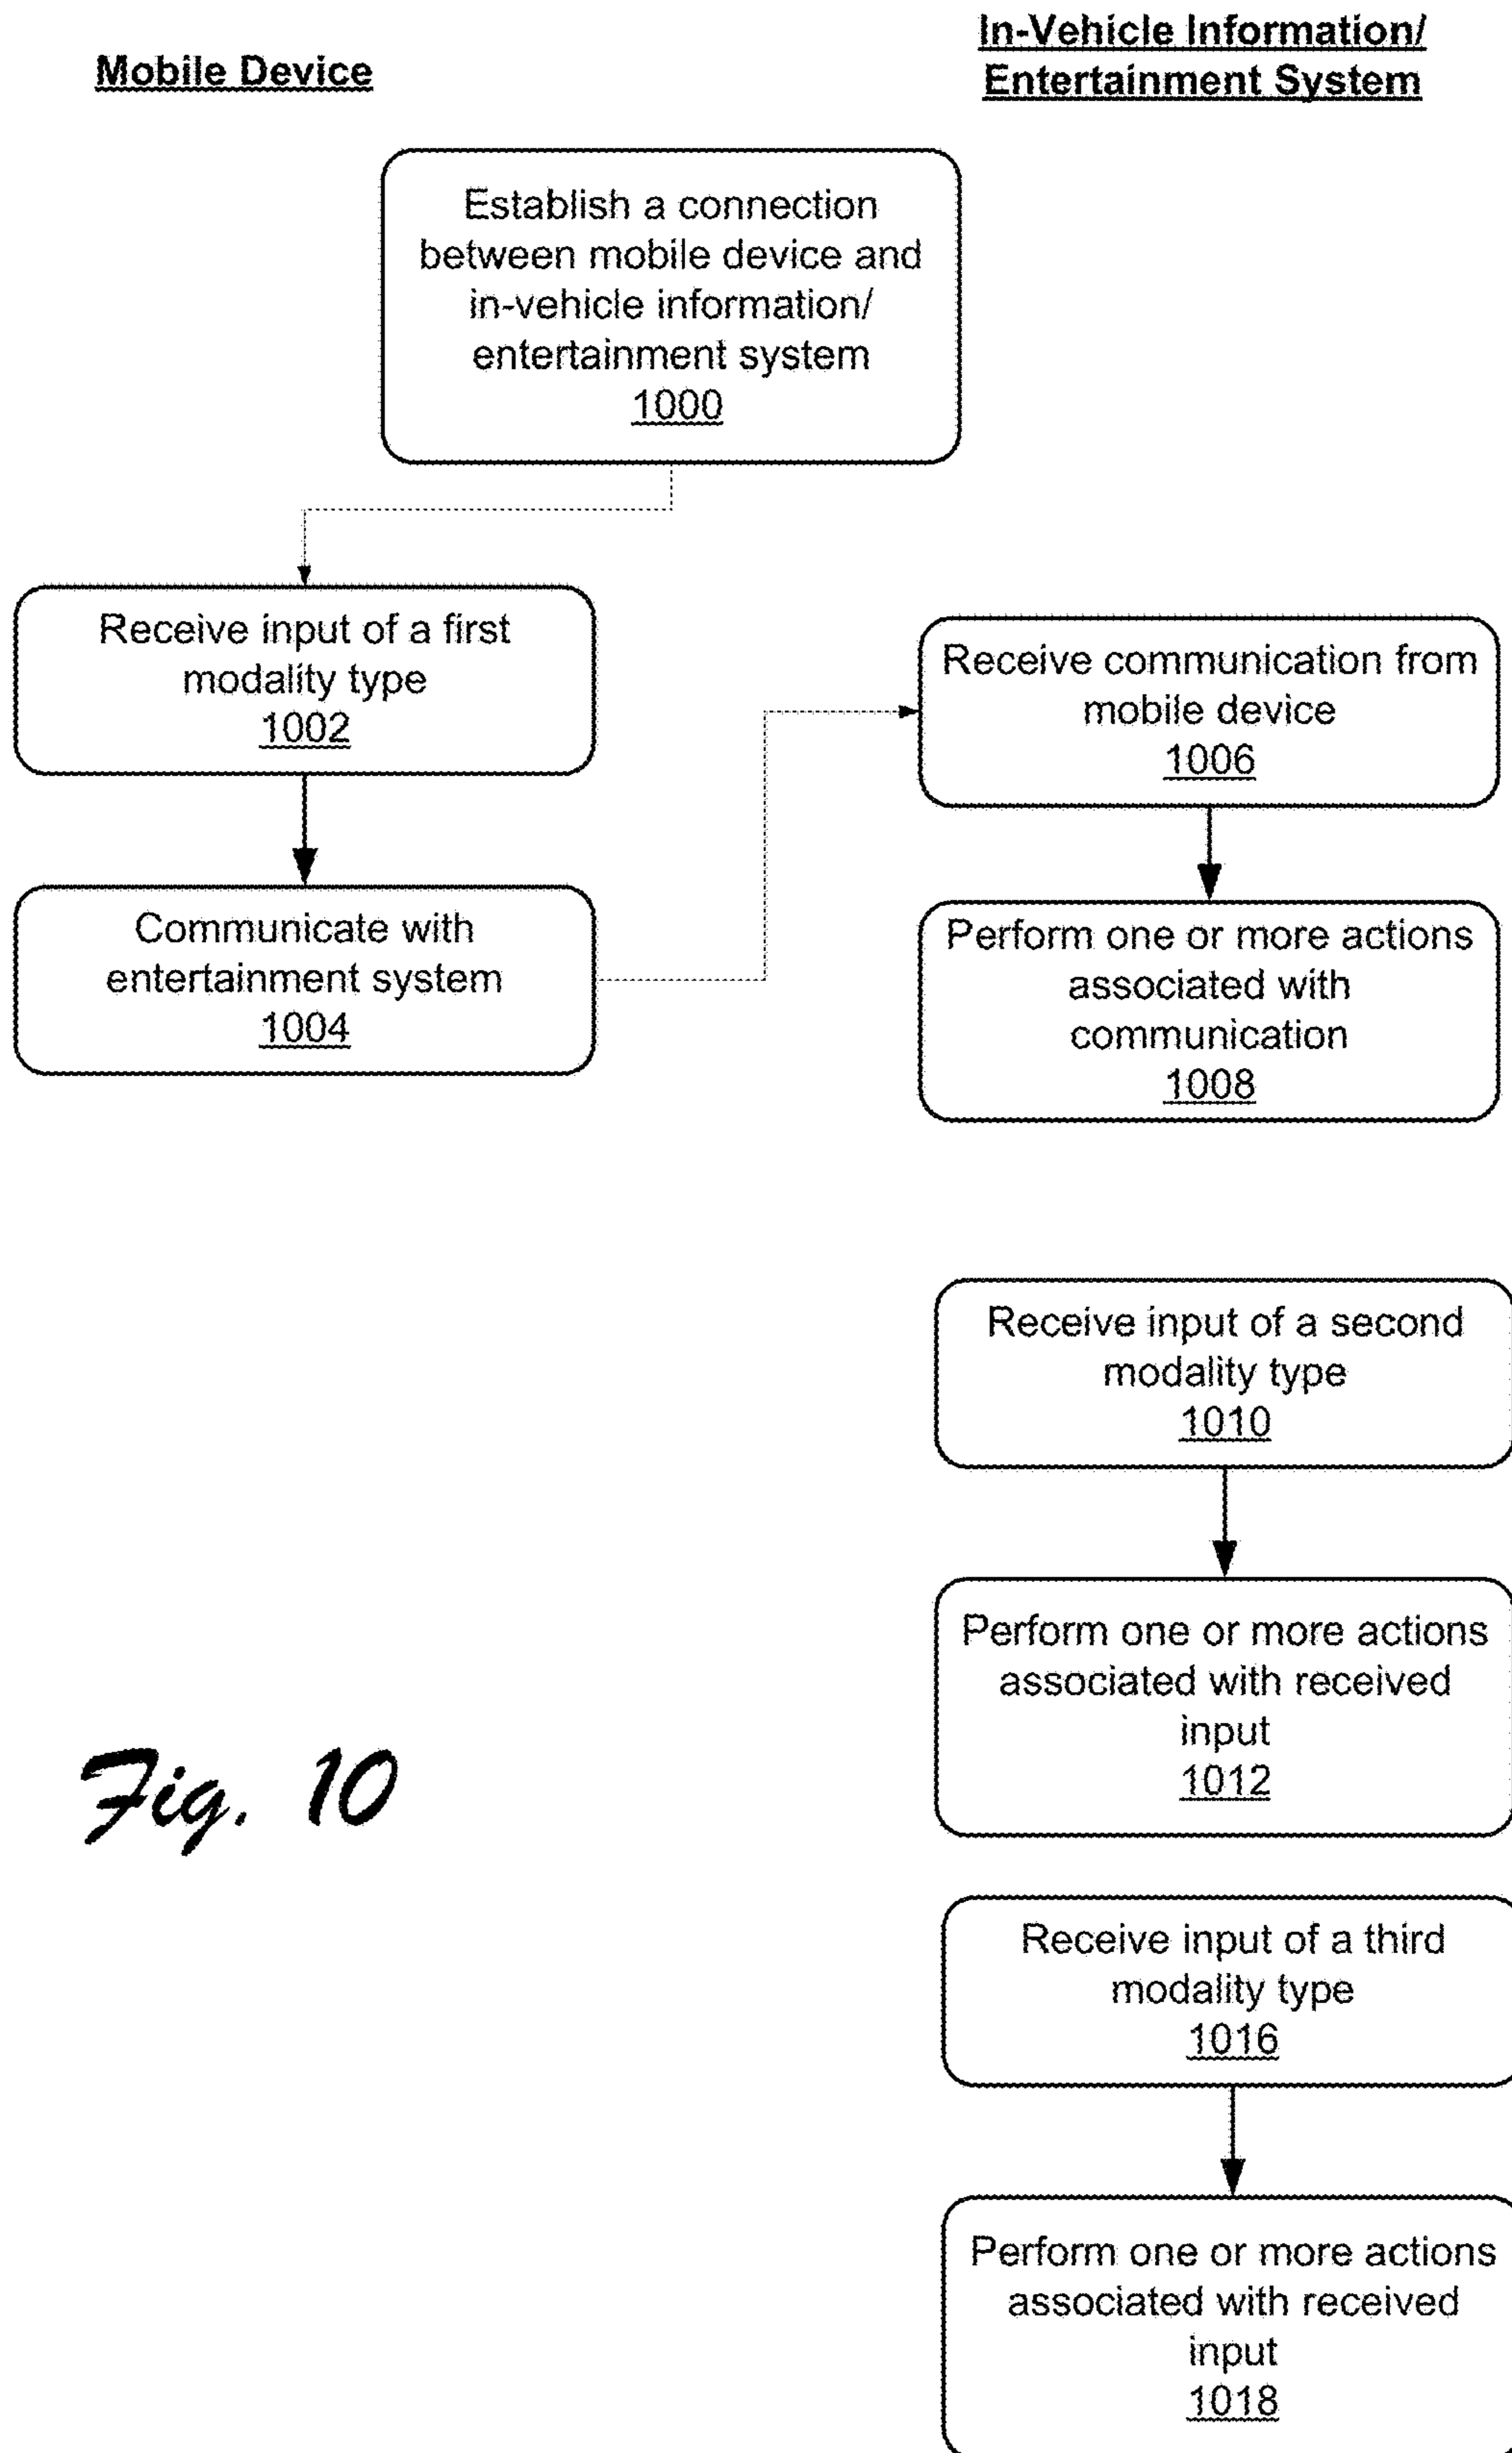 Mobile Device
In-Vehicle Information/
Entertainment System
Establish a connection
between mobile device and
in-vehicle information/
entertainment system
1000
Receive input of a first
modality type
1002
Communicate with
entertainment system
1004
Receive communication from
mobile device
1006
Perform one or more actions
associated with
communication
1008
Receive input of a second
modality type
1010
Perform one or more actions
associated with received
input
1012
Fig. 10
Receive input of a third
modality type
1016
Perform one or more actions
associated with received
input
1018